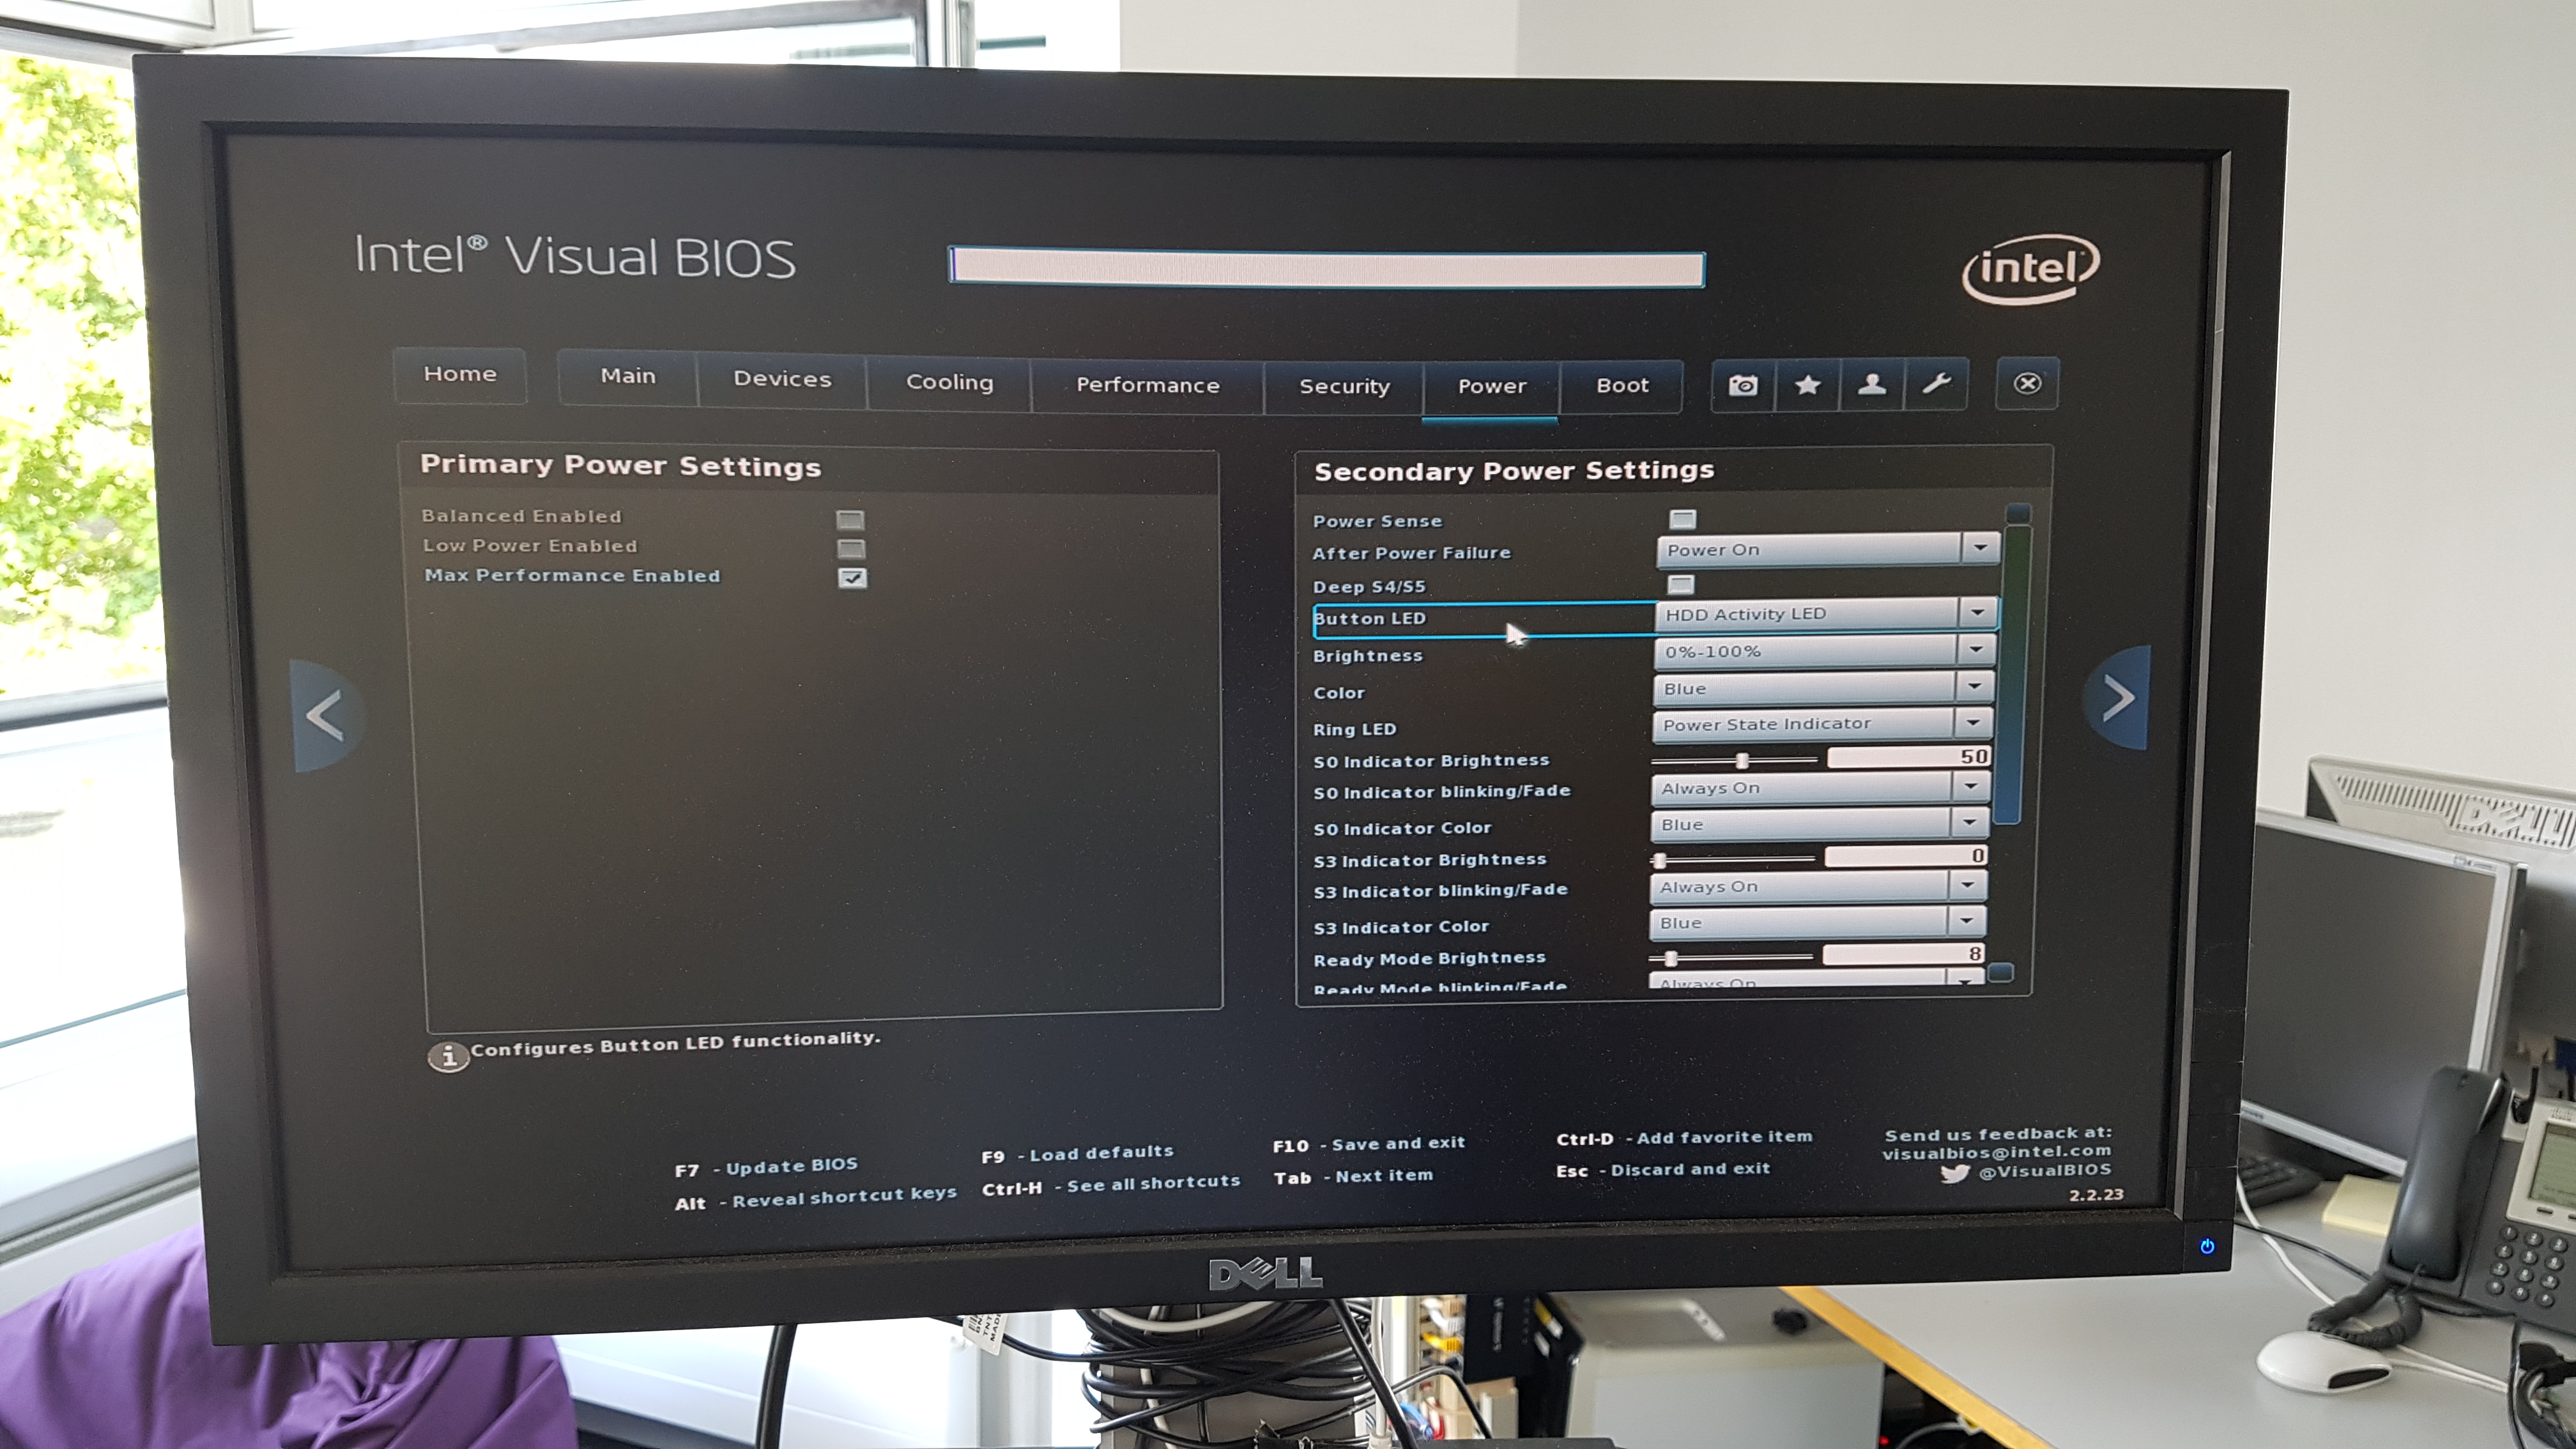 Intel® Visual BIOS
intel
Home
Main
Devices
Cooling
Performance
Security
Power
Boot
Primary Power Settings
Balanced Enabled
Low Power Enabled
Max Performance Enabled
Secondary Power Settings
Power Sense
After Power Failure Power On
Deep S4/S5
Button LED HDD Activity LED
Brightness 0%-100%
Color Blue
Ring LED Power State Indicator
S0 Indicator Brightness 50
S0 Indicator blinking/Fade Always On
S0 Indicator Color Blue
S3 Indicator Brightness 0
S3 Indicator blinking/Fade Always On
S3 Indicator Color Blue
Ready Mode Brightness 8
Ready Mode blinking/Fade Always On
Configures Button LED functionality.
F7 - Update BIOS
Alt - Reveal shortcut keys
F9 - Load defaults
Ctrl-H - See all shortcuts
F10 - Save and exit
Tab - Next item
Ctrl-D - Add favorite item
Esc - Discard and exit
Send us feedback at:
visualbios@intel.com
@VisualBIOS
2.2.23
DELL
DELL